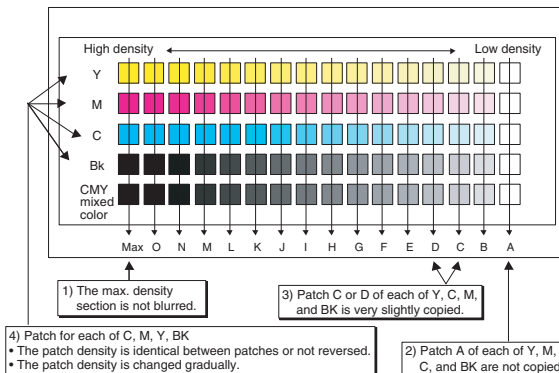 High density Low density
Y
M
C
Bk
CMY
mixed
color
Max O N M L K J I H G F E D C B A
1) The max. density
section is not blurred.
3) Patch C or D of each of Y, C, M,
and BK is very slightly copied.
4) Patch for each of C, M, Y, BK
• The patch density is identical between patches or not reversed.
• The patch density is changed gradually.
2) Patch A of each of Y, M,
C, and BK are not copied